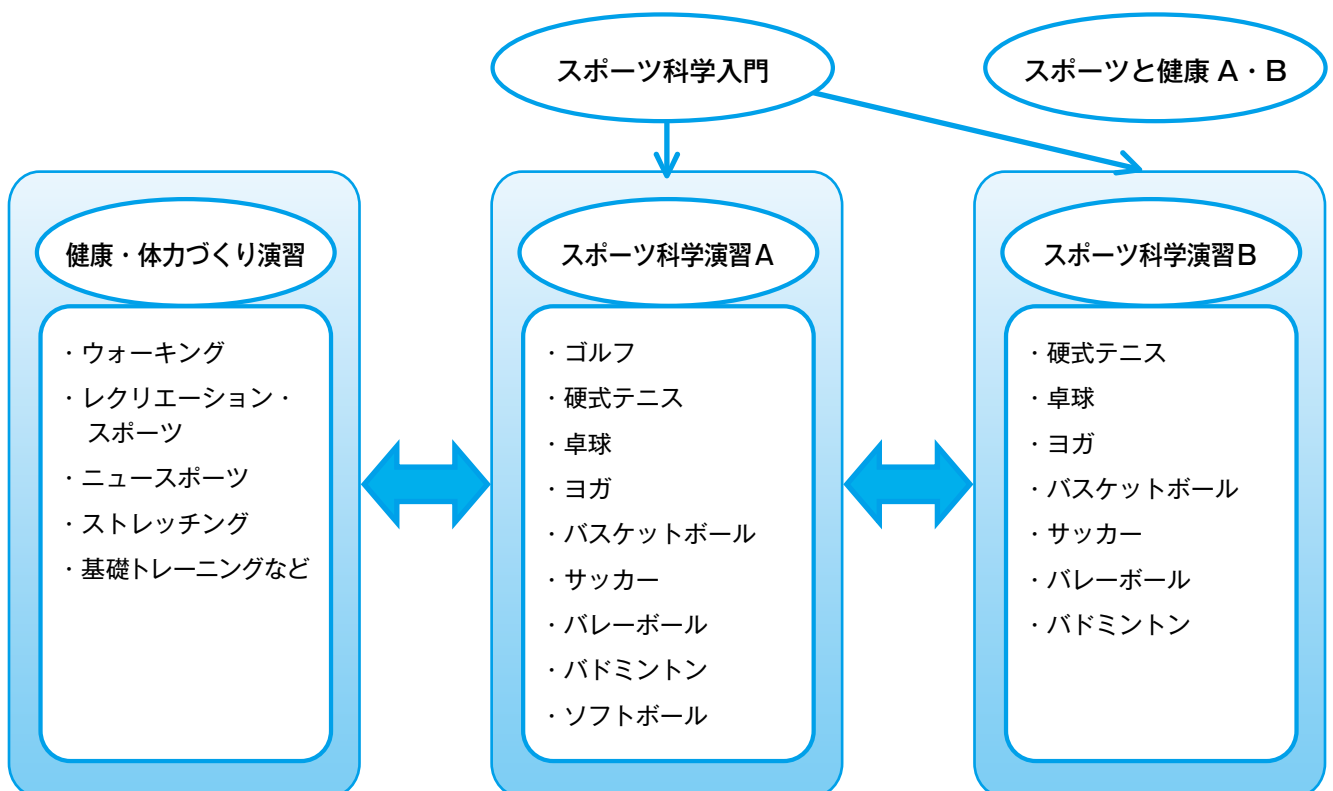 スポーツ科学入門
スポーツと健康 A・B
健康・体力づくり演習
・ウォーキング
・レクリエーション・
スポーツ
・ニュースポーツ
・ストレッチング
・基礎トレーニングなど
スポーツ科学演習A
・ゴルフ
・硬式テニス
・卓球
・ヨガ
・バスケットボール
・サッカー
・バレーボール
・バドミントン
・ソフトボール
スポーツ科学演習B
・硬式テニス
・卓球
・ヨガ
・バスケットボール
・サッカー
・バレーボール
・バドミントン